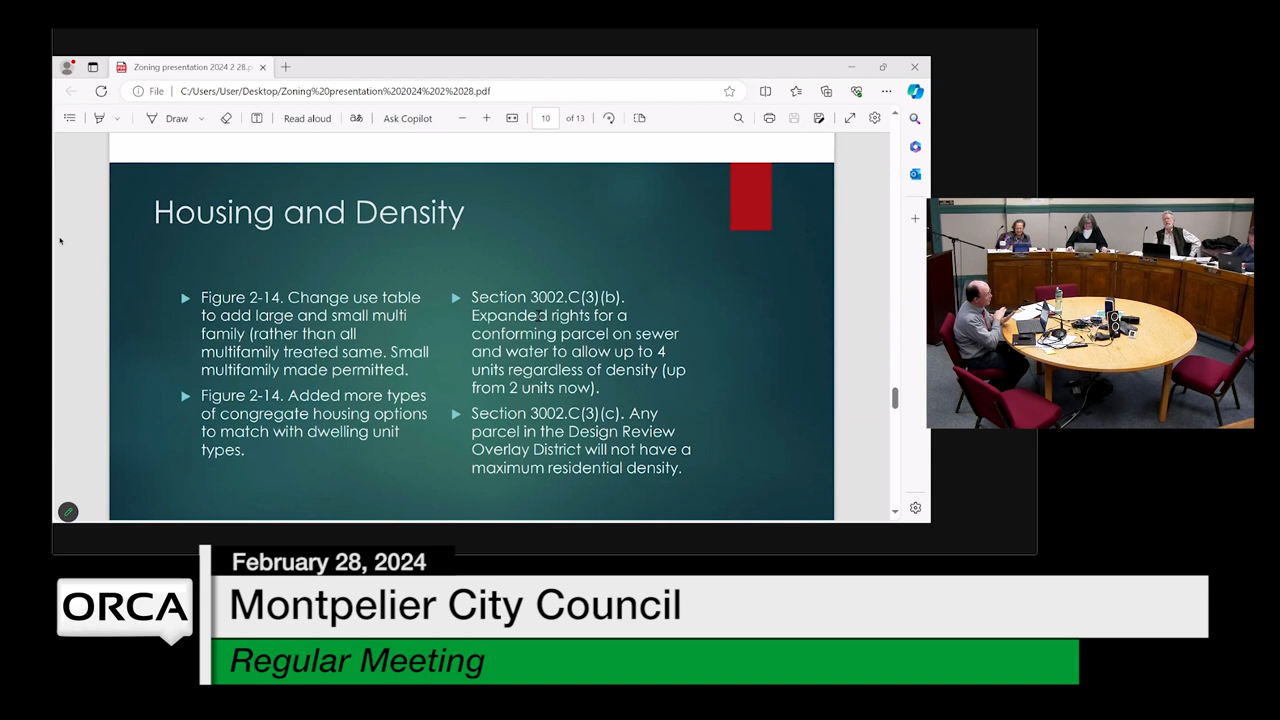 Zoning presentation 2024 2 28.p
File
C:/Users/User/Desktop/Zoning%20presentation%202024%202%2028.pdf
Draw
Read aloud
Ask Copilot
10
of 13
Housing and Density
Figure 2-14. Change use table
to add large and small multi
family (rather than all
multifamily treated same. Small
multifamily made permitted.
Figure 2-14. Added more types
of congregate housing options
to match with dwelling unit
types.
Section 3002.C(3)(b).
Expanded rights for a
conforming parcel on sewer
and water to allow up to 4
units regardless of density (up
from 2 units now).
Section 3002.C(3)(c). Any
parcel in the Design Review
Overlay District will not have a
maximum residential density.
February 28, 2024
ORCA
Montpelier City Council
Regular Meeting